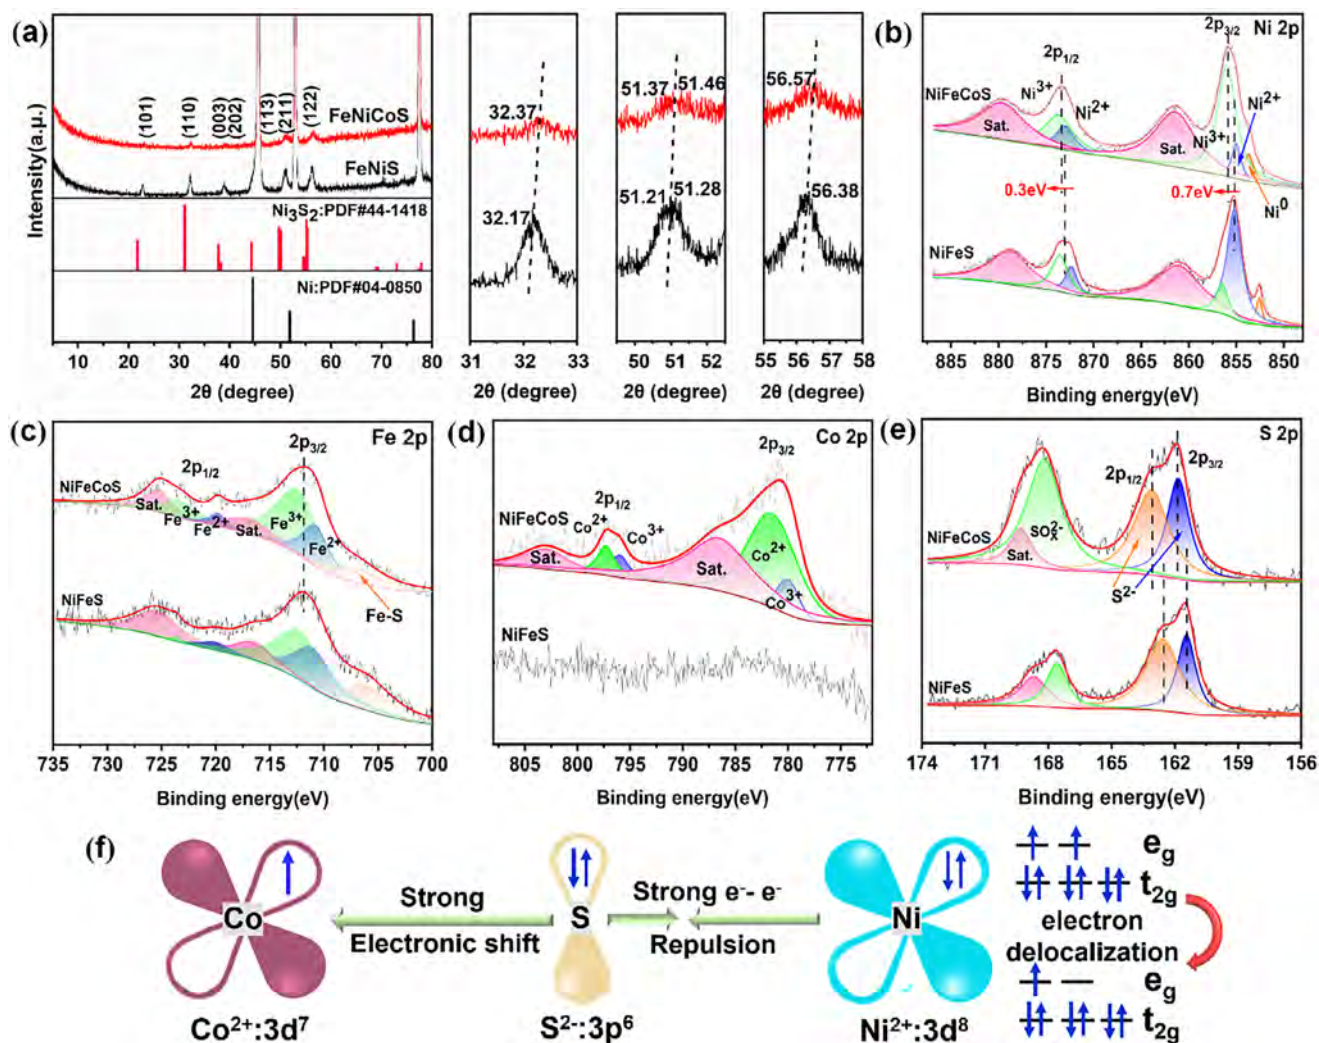 (a)
Intensity(a.μ.)
(101)
(110)
(003)
(202)
(113)
(211)
(122)
FeNiCoS
FeNiS
Ni₃S₂:PDF#44-1418
Ni:PDF#04-0850
10 20 30 40 50 60 70 80
2θ (degree)
32.37
32.17
31 32 33
2θ (degree)
51.37 51.46
51.21 51.28
50 51 52
2θ (degree)
56.57
56.38
55 56 57 58
2θ (degree)
(b)
Ni 2p
2p₃/₂
2p₁/₂
NiFeCoS
Ni³⁺
Ni²⁺
Ni²⁺
Sat.
Sat.
Ni³⁺
Ni⁰
0.3eV
0.7eV
NiFeS
885 880 875 870 865 860 855 850
Binding energy(eV)
(c)
Fe 2p
2p₃/₂
2p₁/₂
NiFeCoS
Sat.
Fe³⁺
Fe²⁺
Sat.
Fe³⁺
Fe²⁺
Fe-S
NiFeS
735 730 725 720 715 710 705 700
Binding energy(eV)
(d)
Co 2p
2p₃/₂
2p₁/₂
NiFeCoS
Co²⁺
Co³⁺
Sat.
Sat.
Co²⁺
Co³⁺
NiFeS
805 800 795 790 785 780 775
Binding energy(eV)
(e)
S 2p
2p₁/₂
2p₃/₂
NiFeCoS
SOₓ²⁻
Sat.
S²⁻
NiFeS
174 171 168 165 162 159 156
Binding energy(eV)
(f)
Co
Strong
Electronic shift
S
Strong e⁻- e⁻
Repulsion
Ni
e_g
t₂g
electron
delocalization
e_g
t₂g
Co²⁺:3d⁷
S²⁻:3p⁶
Ni²⁺:3d⁸